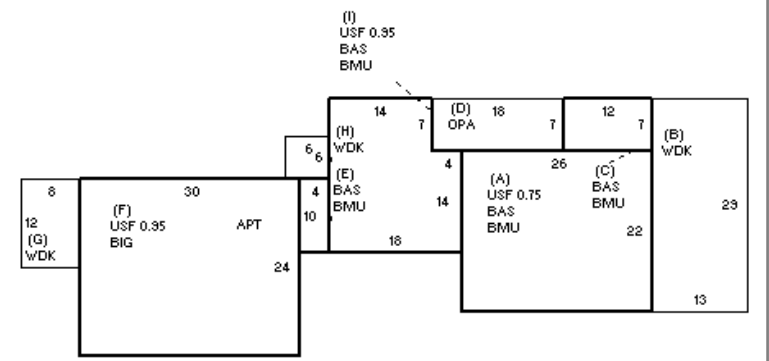 (I)
USF 0.95
BAS
BMU
14
7
(D)
OPA
18
7
12
7
(B)
WDK
(H)
WDK
6
6
4
26
(E)
BAS
BMU
(A)
USF 0.75
BAS
BMU
(C)
BAS
BMU
8
30
4
14
29
12
(G)
WDK
(F)
USF 0.95
BIG
APT
10
22
18
24
13